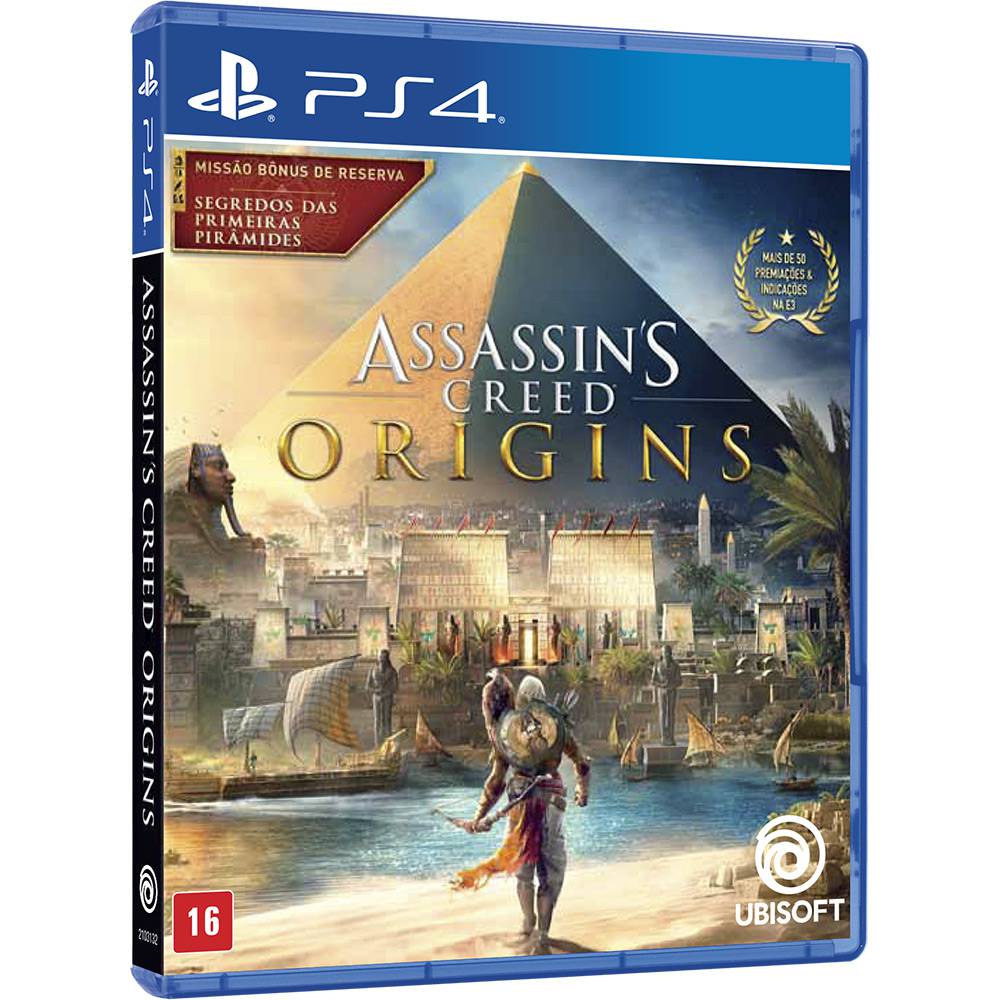 PS4
MISSÃO BÔNUS DE RESERVA
SEGREDOS DAS
PRIMEIRAS
PIRÂMIDES
MAIS DE 50
PREMIAÇÕES &
INDICAÇÕES
NA E3
ASSASSIN'S
CREED®
ORIGINS
16
UBISOFT
PS4
ASSASSIN'S CREED® ORIGINS
2103132